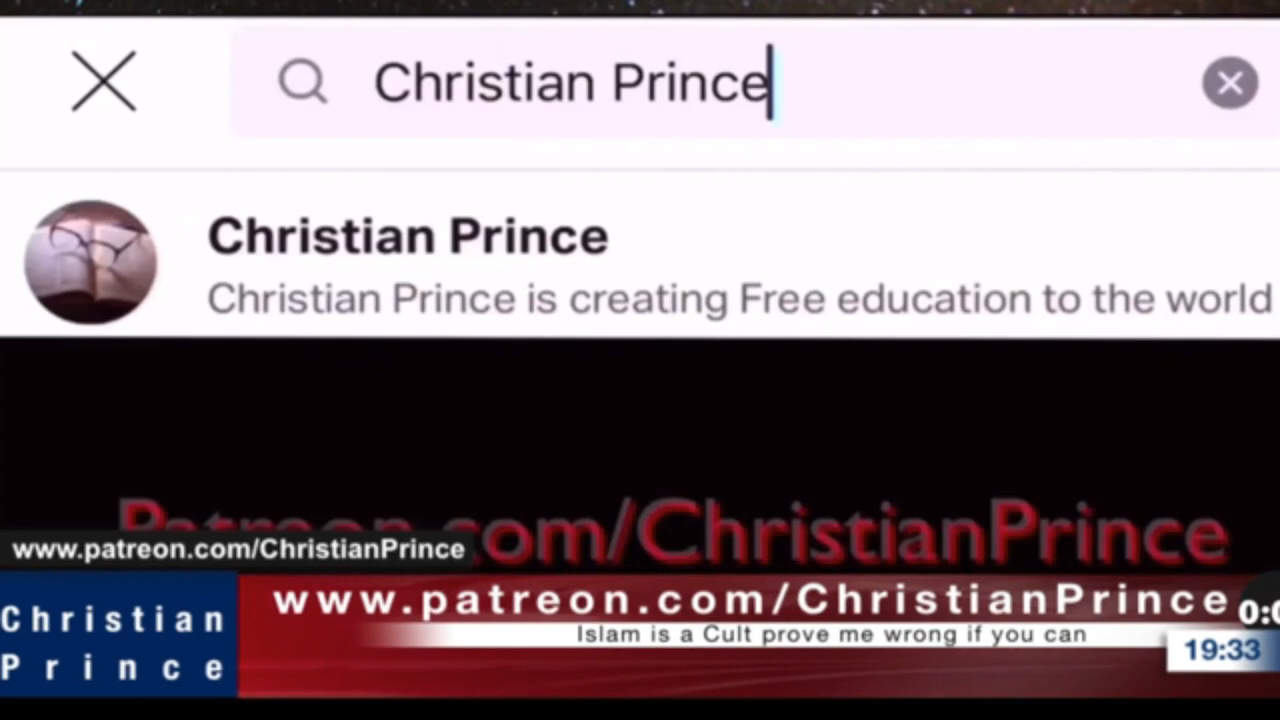 Christian Prince
Christian Prince
Christian Prince is creating Free education to the world
Patreon.com/ChristianPrince
www.patreon.com/ChristianPrince
Christian
Prince
www.patreon.com/ChristianPrince
Islam is a Cult prove me wrong if you can
19:33